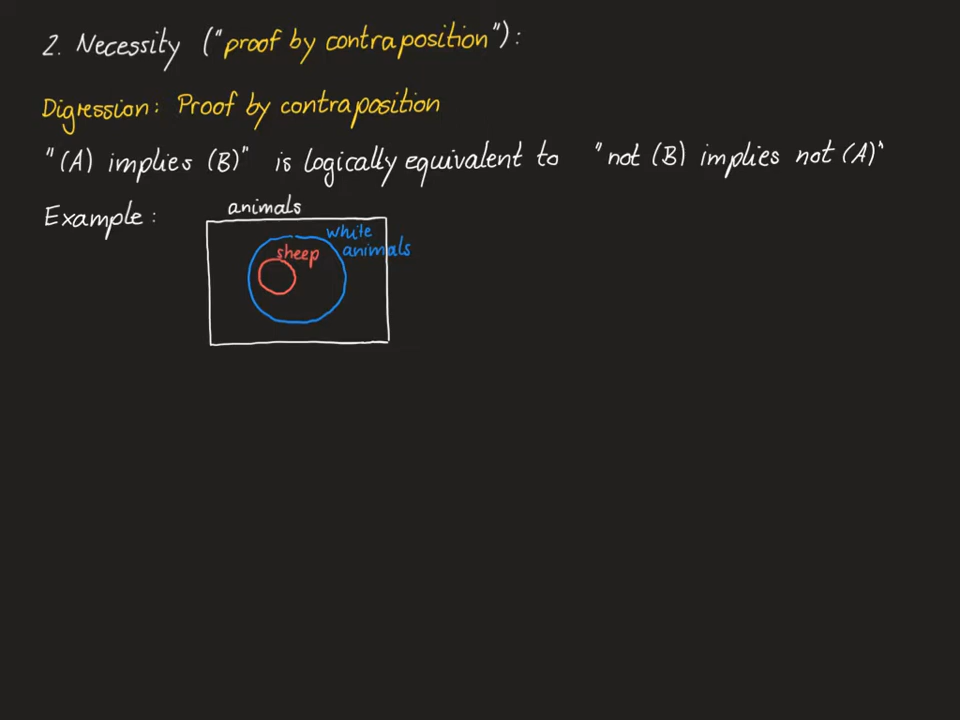 2. Necessity ("proof by contraposition"):
Digression: Proof by contraposition
"(A) implies (B)" is logically equivalent to "not (B) implies not (A)"
Example:
animals
white
animals
sheep